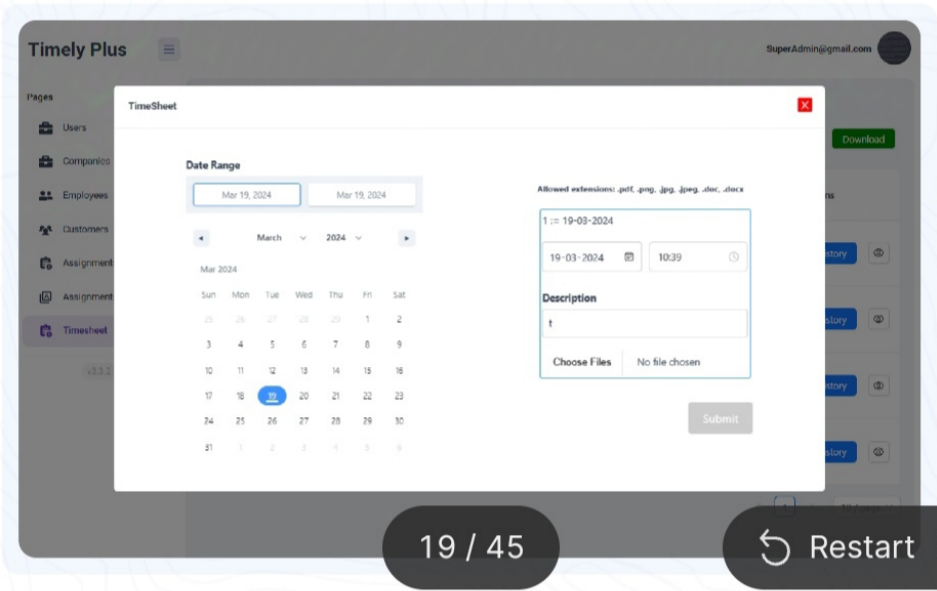 Timely Plus
SuperAdmin@gmail.com
Pages
Users
Companies
Employees
Customers
Assignment
Assignment
Timesheet
v3.3.2
Download
TimeSheet
X
Date Range
Mar 19, 2024 Mar 19, 2024
March 2024
Mar 2024
Sun Mon Tue Wed Thu Fri Sat
25 26 27 28 29 1 2
3 4 5 6 7 8 9
10 11 12 13 14 15 16
17 18 19 20 21 22 23
24 25 26 27 28 29 30
31 1 2 3 4 5 6
Allowed extensions: .pdf, .png, .jpg, .jpeg, .doc, .docx
1 := 19-03-2024
19-03-2024 10:39
Description
t
Choose Files No file chosen
Submit
ns
story
story
story
story
19 / 45
Restart